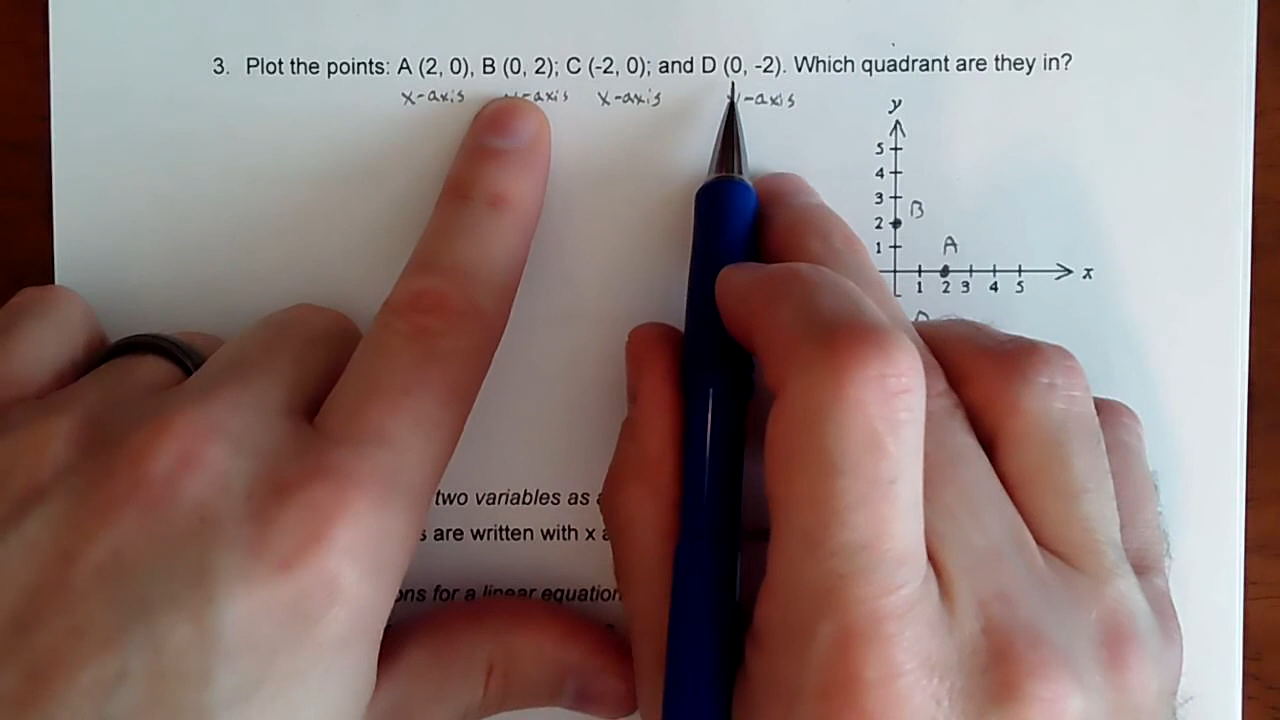 3. Plot the points: A (2, 0), B (0, 2); C (-2, 0); and D (0, -2). Which quadrant are they in?
x-axis y-axis x-axis y-axis
y
5
4
3
B
2
A
1
x
1 2 3 4 5
two variables as
are written with x
for a linear equation